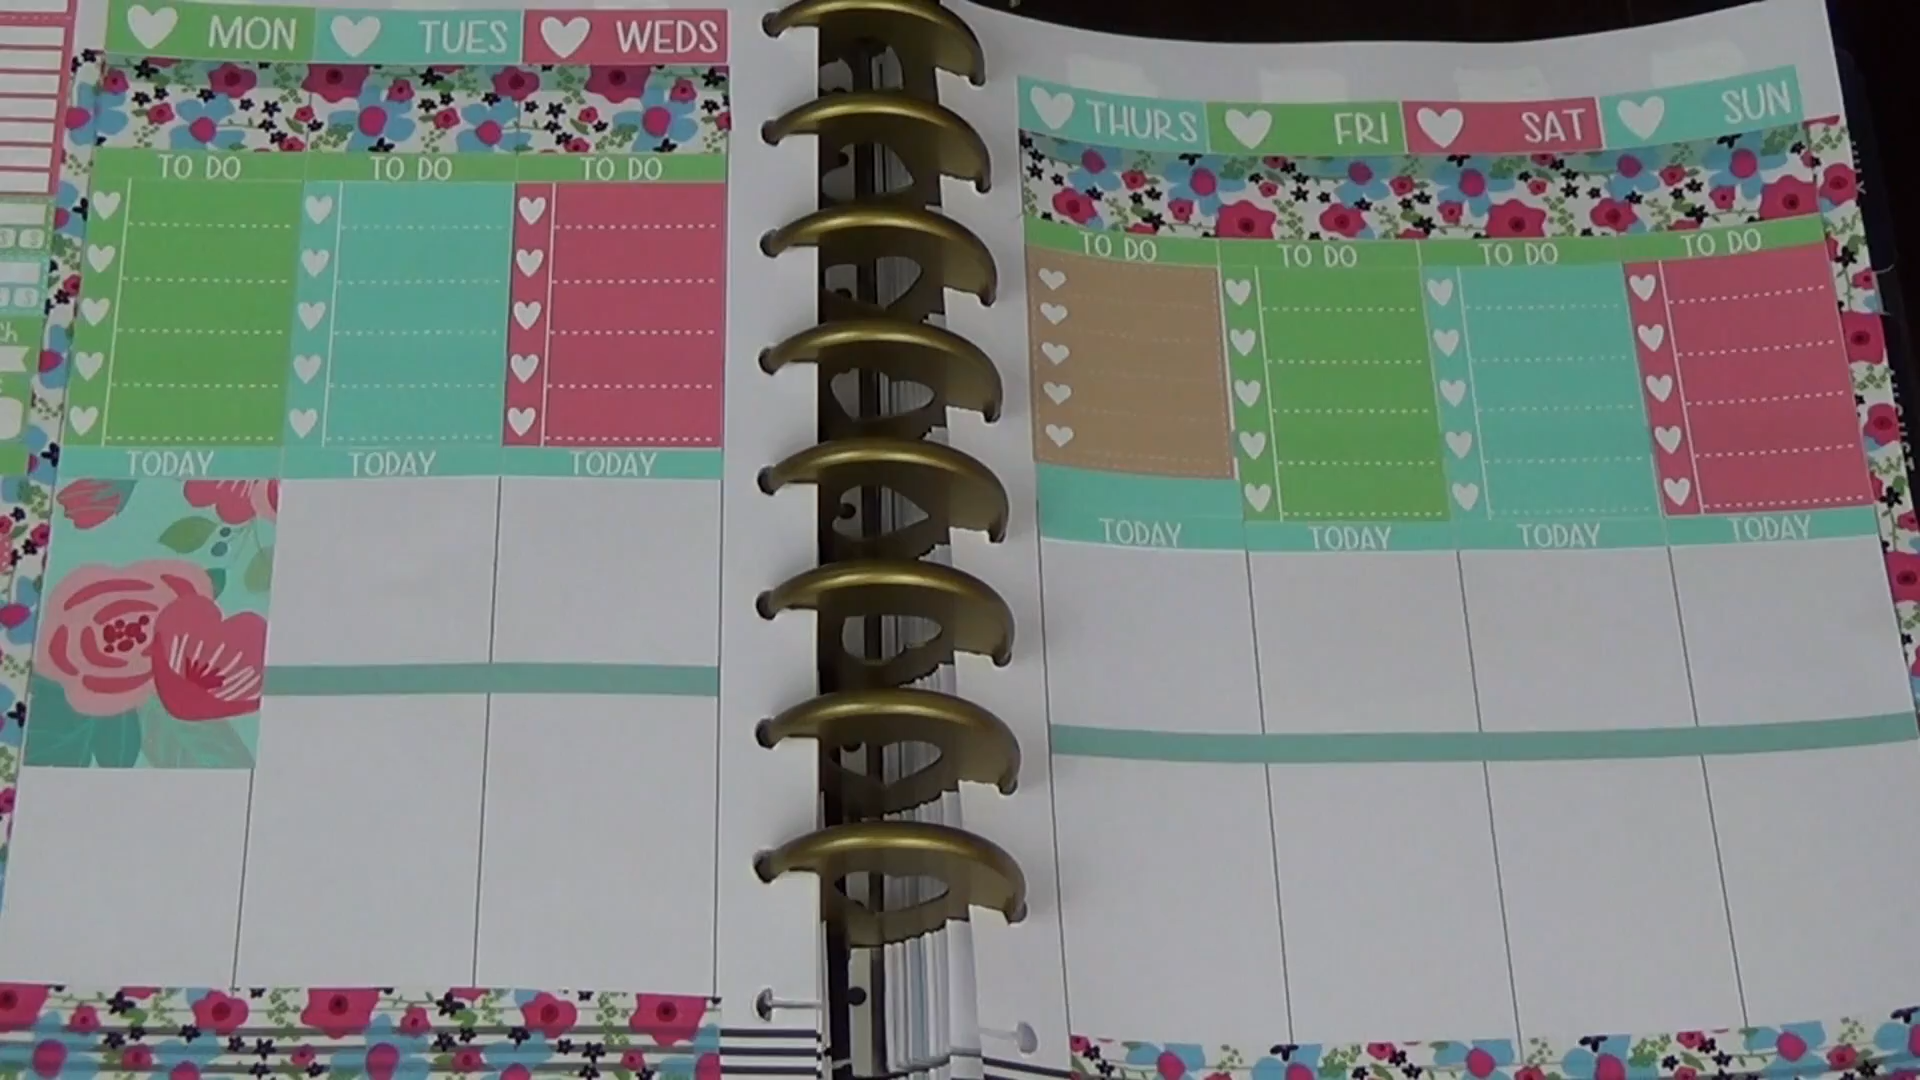 MON TUES WEDS
TO DO TO DO TO DO
TODAY TODAY TODAY
THURS FRI SAT SUN
TO DO TO DO TO DO TO DO
TODAY TODAY TODAY TODAY